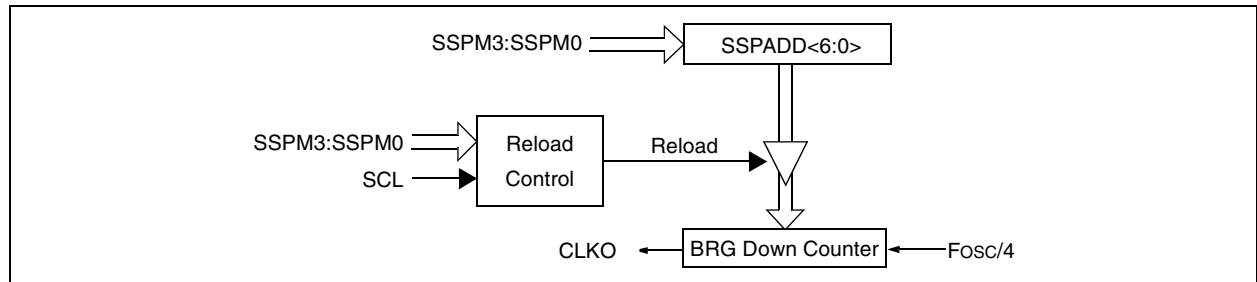 SSPM3:SSPM0
SSPADD<6:0>
SSPM3:SSPM0
SCL
Reload
Control
Reload
CLKO
BRG Down Counter
FOSC/4